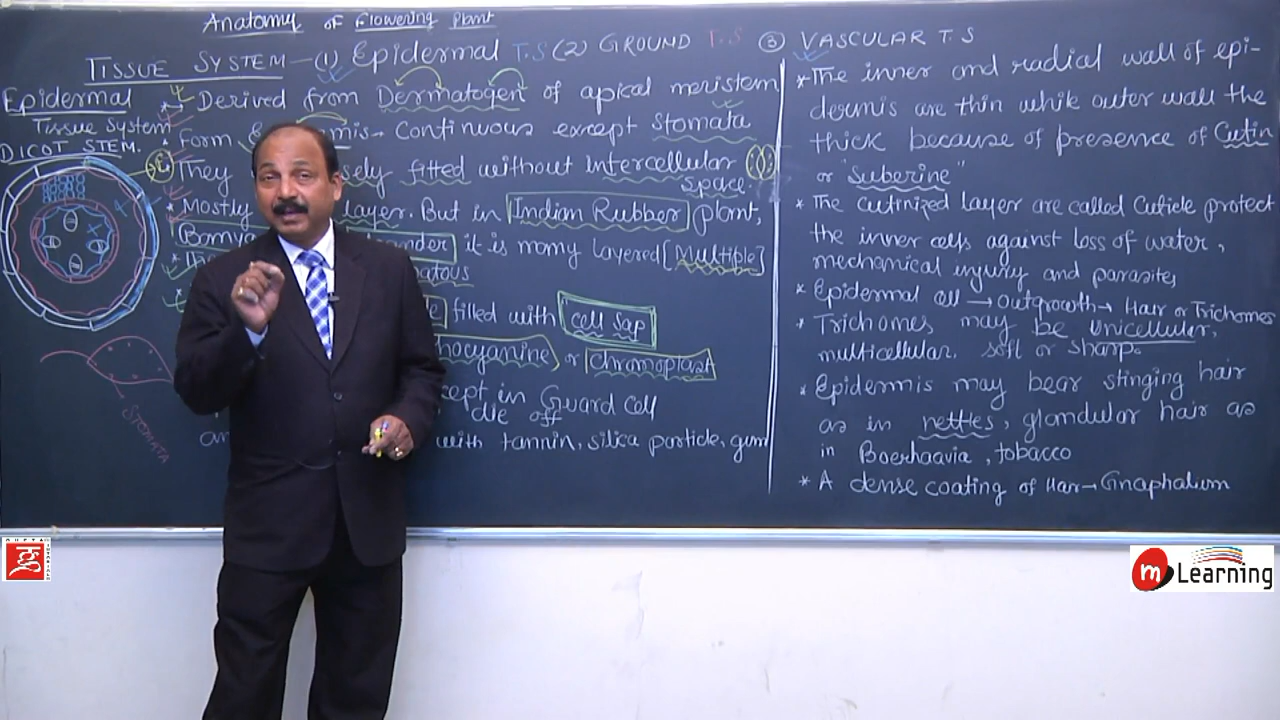 Anatomy of Flowering Plant
TISSUE SYSTEM — (1) Epidermal T.S (2) GROUND T.S (3) VASCULAR T.S
Epidermal
Tissue System
DICOT STEM.
STOMATA
Derived from Dermatogen of apical meristem
Form mis → Continuous except Stomata
They sely fitted without Intercellular
space.
* Mostly layer. But in Indian Rubber plant,
it is many layered [Multiple]
filled with cell sap
hocyanine or Chromoplast
cept in Guard Cell
die off
with tannin, silica particle, gum
* The inner and radial wall of epi-
dermis are thin while outer wall the
thick because of presence of Cutin
or "Suberine"
* The cutinized layer are called Cuticle protect
the inner cells against loss of water,
mechanical injury and parasites
* Epidermal cell → outgrowth → Hair or Trichomes
* Trichomes may be Unicellular,
multicellular. soft or sharp.
* Epidermis may bear stinging hair
as in nettles, glandular hair as
in Boerhaavia, tobacco
* A dense coating of Hair → Gnaphalium
m Learning